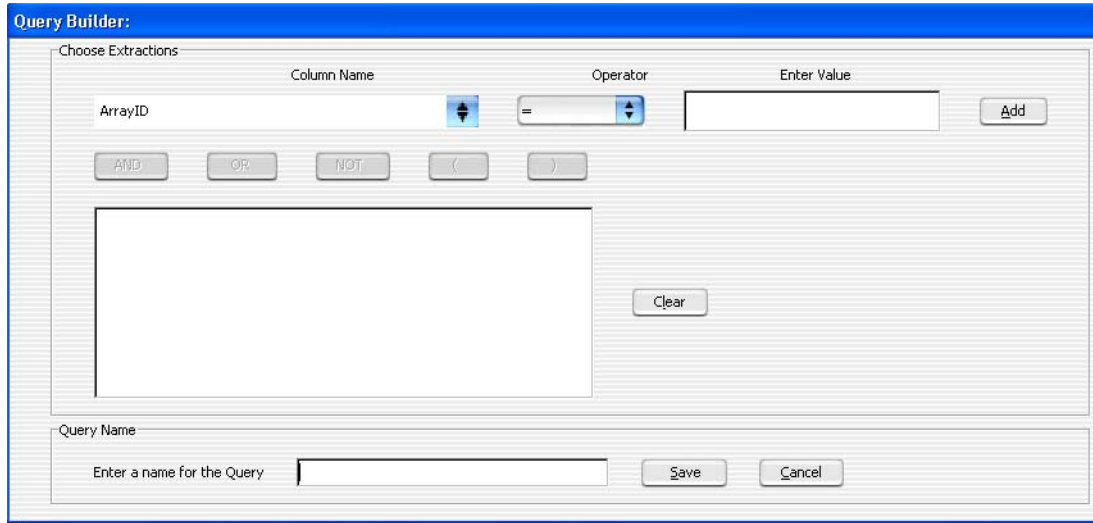 Query Builder:
Choose Extractions
Column Name Operator Enter Value
ArrayID = Add
AND OR NOT ( )
Clear
Query Name
Enter a name for the Query Save Cancel